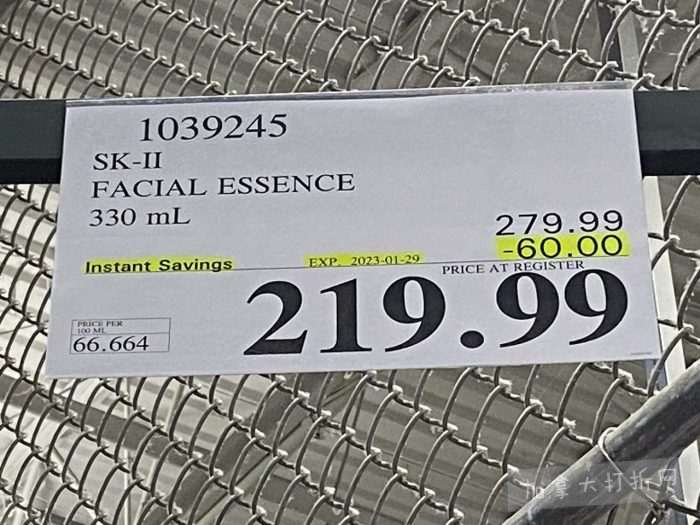 1039245
SK-II
FACIAL ESSENCE
330 mL
279.99
-60.00
Instant Savings EXP. 2023-01-29
PRICE AT REGISTER
219.99
PRICE PER
100 ML
66.664
加拿大打折网